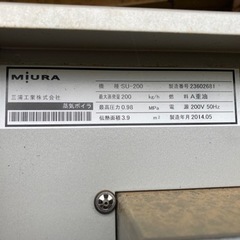 MIURA
三浦工業株式会社
蒸気ボイラ
機種 SU-200 製造番号 23602681
最大蒸発量 200 kg/h 燃料 A重油
最高圧力 0.98 MPa 電源 200V 50Hz
伝熱面積 3.9 m² 製造年月 2014.05